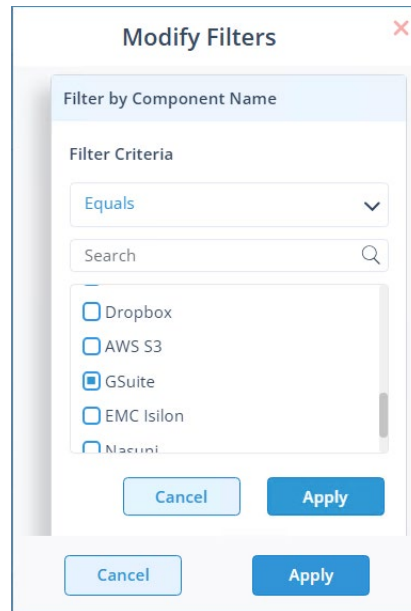 Modify Filters
Filter by Component Name
Filter Criteria
Equals
Search
Dropbox
AWS S3
GSuite
EMC Isilon
Nasuni
Cancel Apply
Cancel Apply